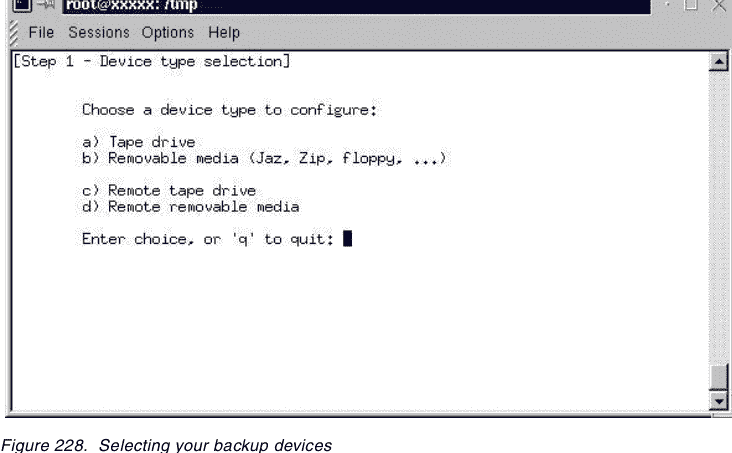 root@xxxxx: /tmp
File Sessions Options Help
[Step 1 - Device type selection]
Choose a device type to configure:
a) Tape drive
b) Removable media (Jaz, Zip, floppy, ...)
c) Remote tape drive
d) Remote removable media
Enter choice, or 'q' to quit:
Figure 228. Selecting your backup devices